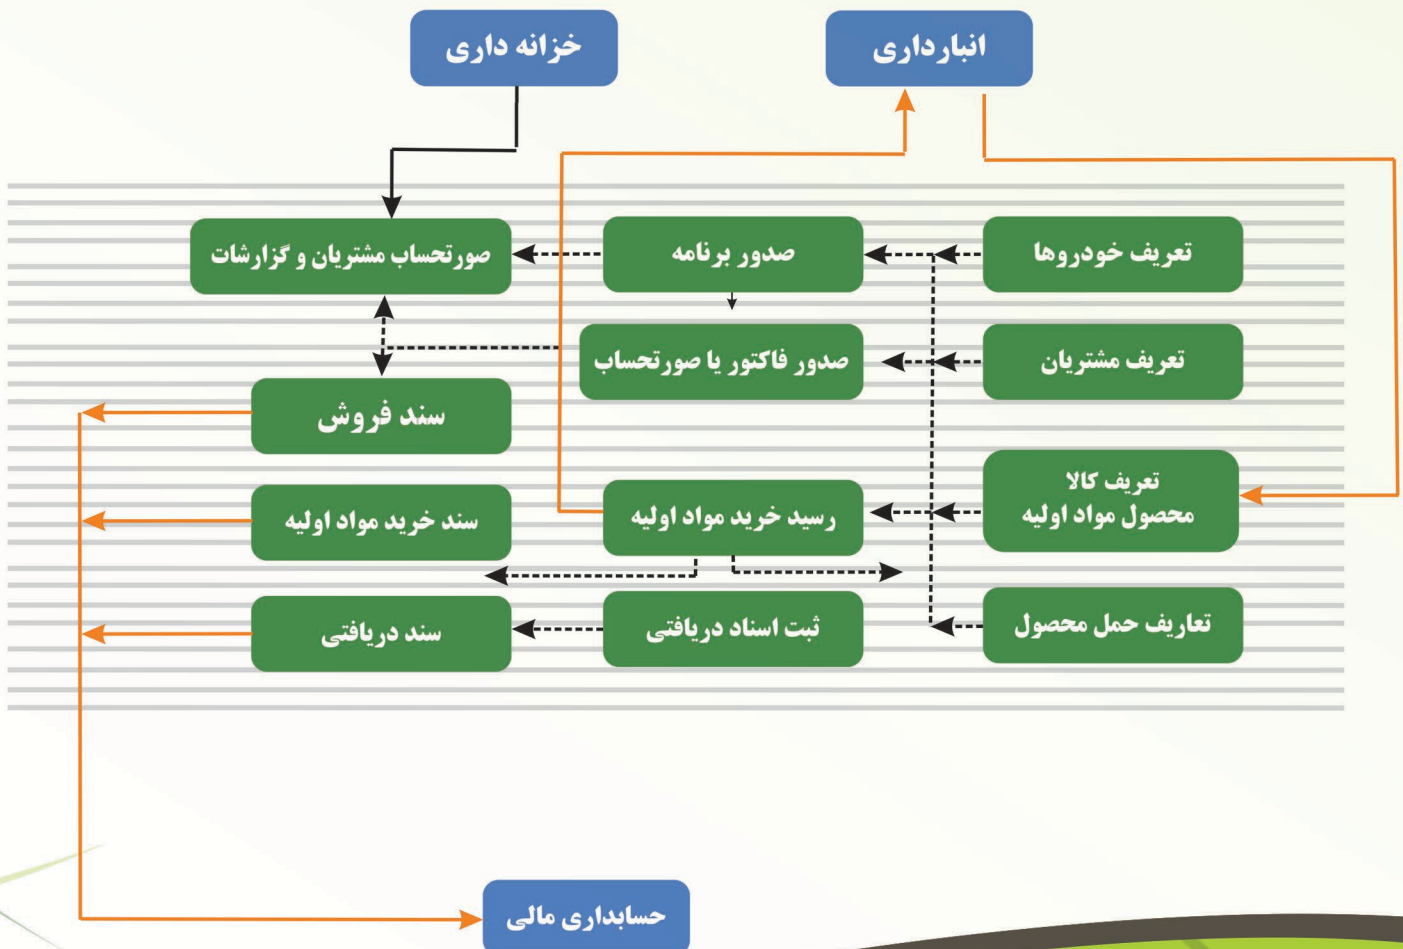 انبارداری
خزانه داری
تعریف خودروها
صدور برنامه
صورتحساب مشتریان و گزارشات
تعریف مشتریان
صدور فاکتور یا صورتحساب
سند فروش
تعریف کالا
محصول مواد اولیه
رسید خرید مواد اولیه
سند خرید مواد اولیه
تعاریف حمل محصول
ثبت اسناد دریافتی
سند دریافتی
حسابداری مالی